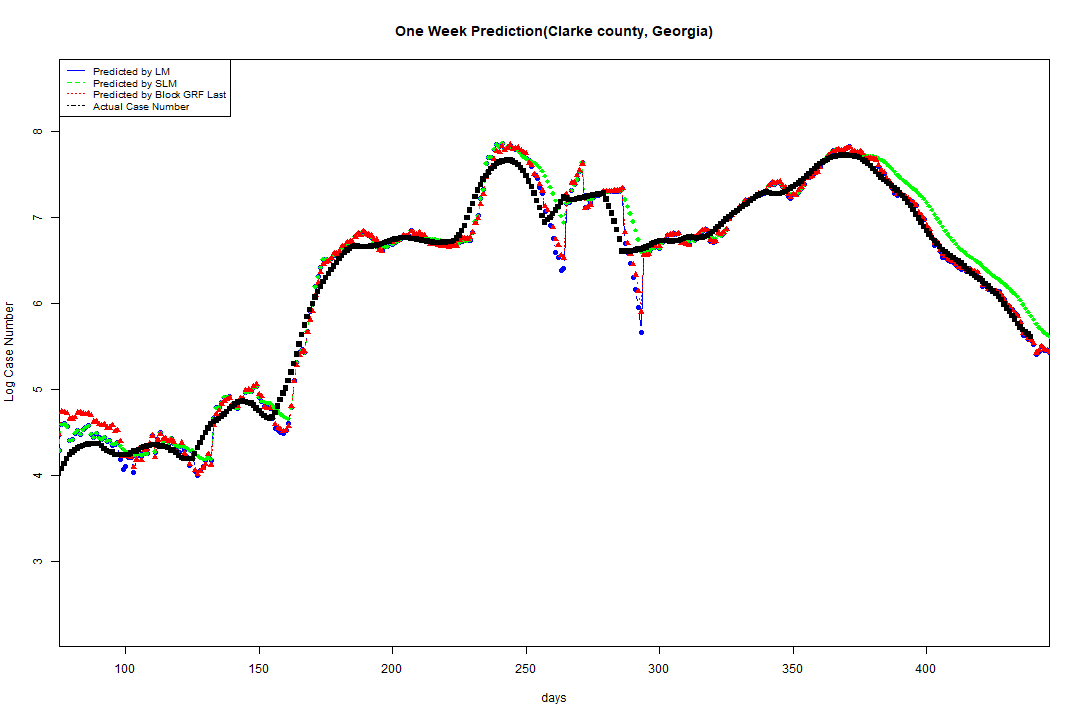 One Week Prediction(Clarke county, Georgia)
Predicted by LM
Predicted by SLM
Predicted by Block GRF Last
Actual Case Number
8
7
6
5
4
3
Log Case Number
100 150 200 250 300 350 400
days